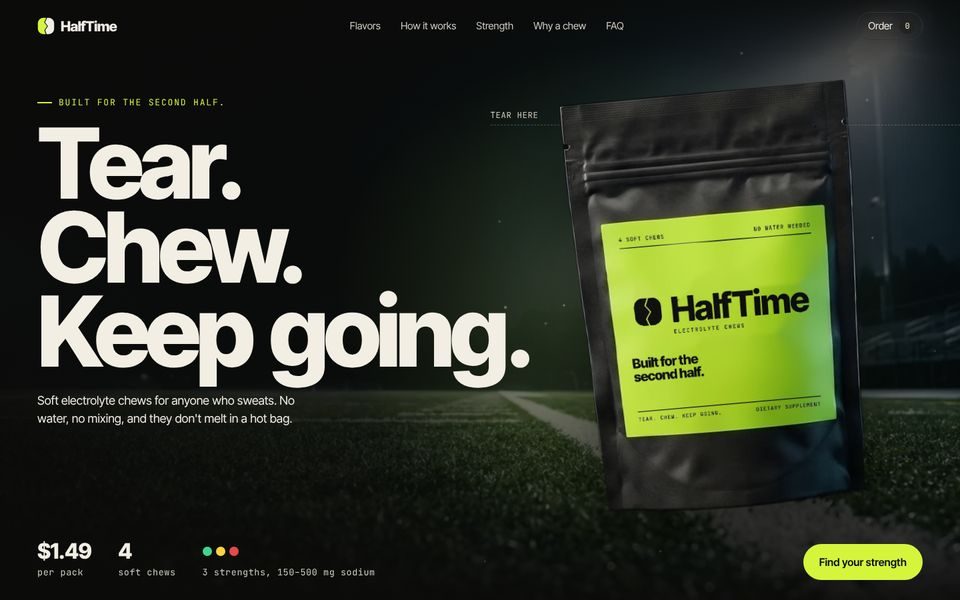 HalfTime
Flavors
How it works
Strength
Why a chew
FAQ
Order 0
BUILT FOR THE SECOND HALF.
Tear.
Chew.
Keep going.
Soft electrolyte chews for anyone who sweats. No
water, no mixing, and they don't melt in a hot bag.
TEAR HERE
4 SOFT CHEWS
NO WATER NEEDED
HalfTime
ELECTROLYTE CHEWS
Built for the
second half.
TEAR. CHEW. KEEP GOING.
DIETARY SUPPLEMENT
$1.49
per pack
4
soft chews
3 strengths, 150–500 mg sodium
Find your strength